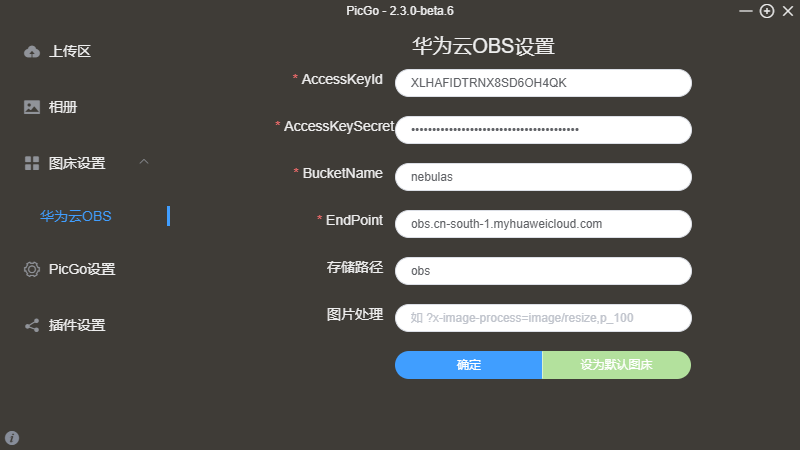 PicGo - 2.3.0-beta.6
上传区
相册
图床设置
华为云OBS
PicGo设置
插件设置
华为云OBS设置
* AccessKeyId
XLHAFIDTRNX8SD6OH4QK
* AccessKeySecret
* BucketName
nebulas
* EndPoint
obs.cn-south-1.myhuaweicloud.com
存储路径
obs
图片处理
如 ?x-image-process=image/resize,p_100
确定
设为默认图床